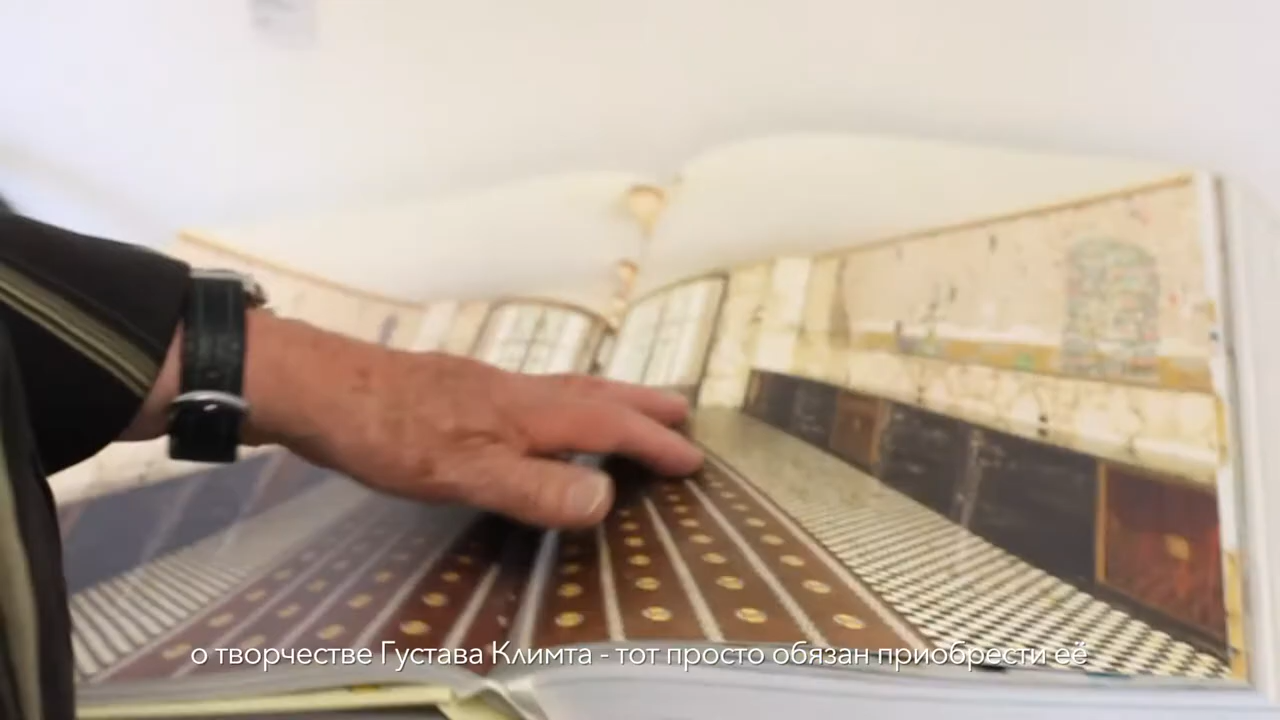 о творчестве Густава Климта - тот просто обязан приобрести её